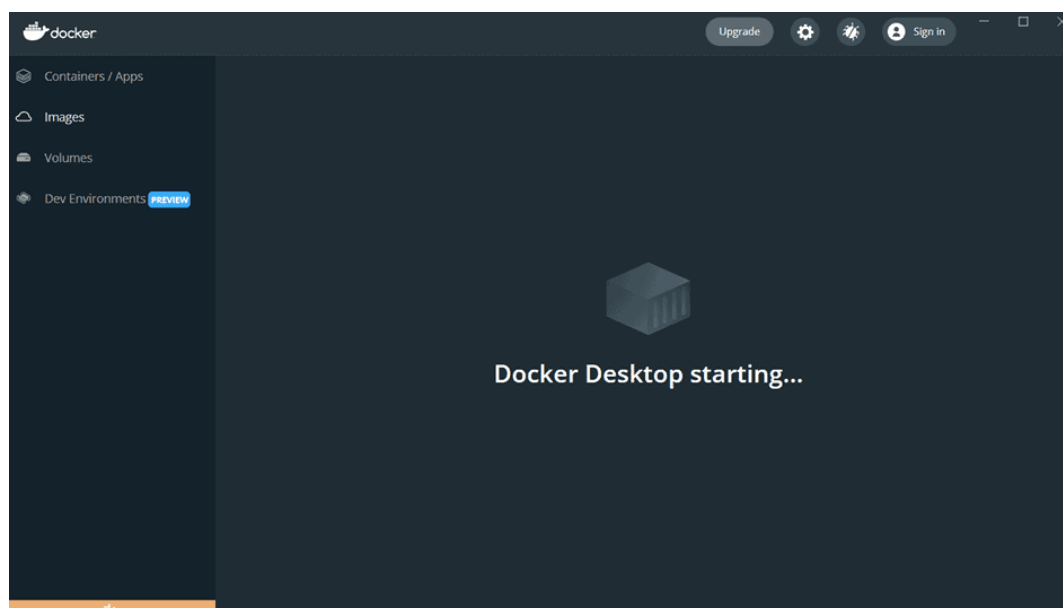 docker
Upgrade
Sign in
Containers / Apps
Images
Volumes
Dev Environments PREVIEW
Docker Desktop starting...